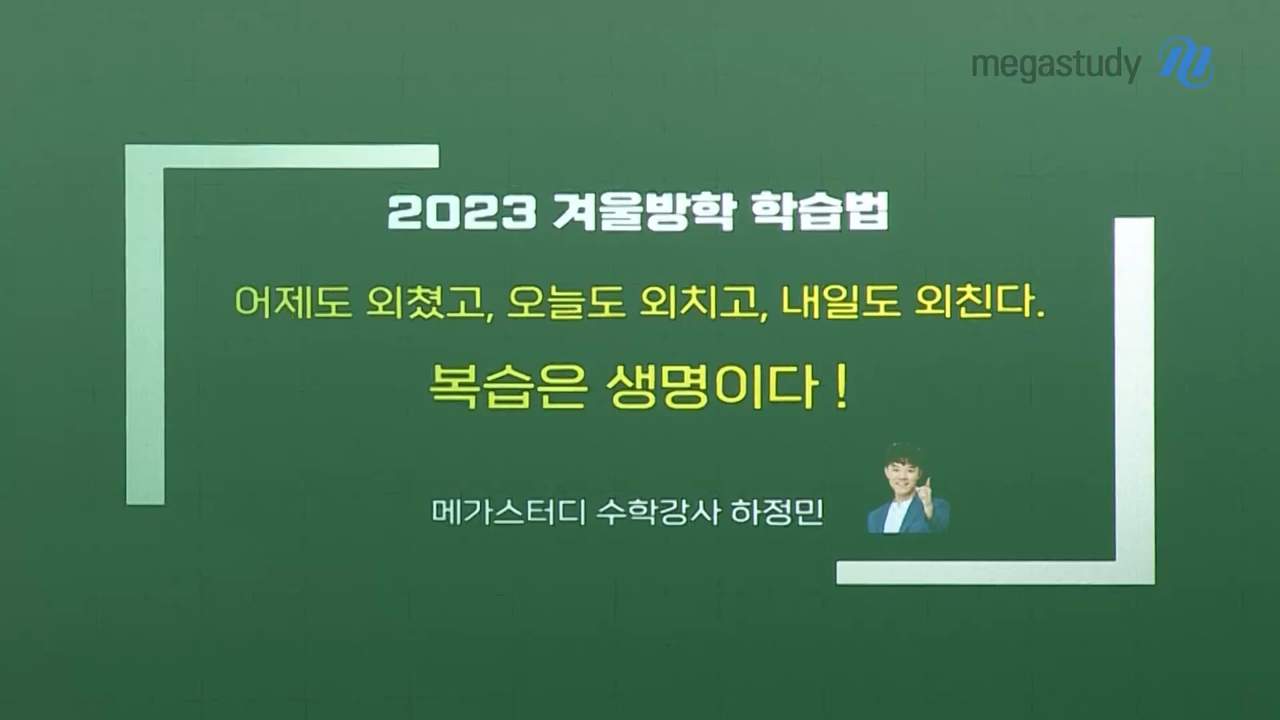 megastudy
2023 겨울방학 학습법
어제도 외쳤고, 오늘도 외치고, 내일도 외친다.
복습은 생명이다 !
메가스터디 수학강사 하정민